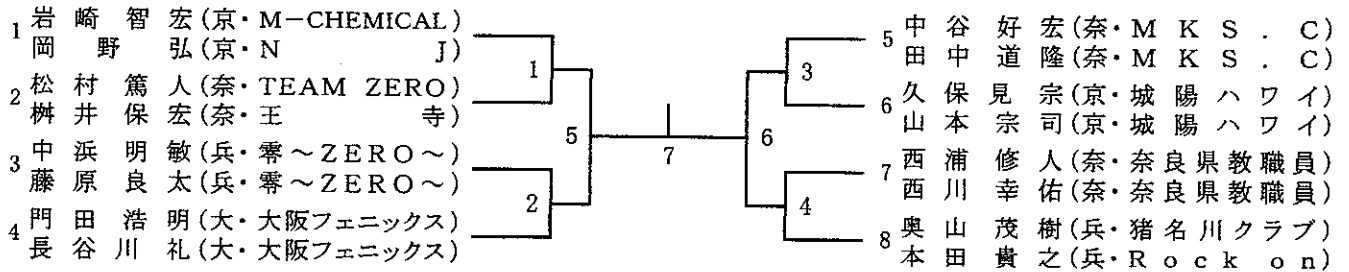 1 岩崎智宏(京・M-CHEMICAL)
岡野弘(京・NJ)
2 松村篤人(奈・TEAM ZERO)
桝井保宏(奈・王寺)
3 中浜明敏(兵・零～ZERO～)
藤原良太(兵・零～ZERO～)
4 門田浩明(大・大阪フェニックス)
長谷川礼(大・大阪フェニックス)
1
2
5
7
6
3
4
5 中谷好宏(奈・MKS.C)
田中道隆(奈・MKS.C)
6 久保見宗(京・城陽ハワイ)
山本宗司(京・城陽ハワイ)
7 西浦修人(奈・奈良県教職員)
西川幸佑(奈・奈良県教職員)
8 奥山茂樹(兵・猪名川クラブ)
本田貴之(兵・Rock on)